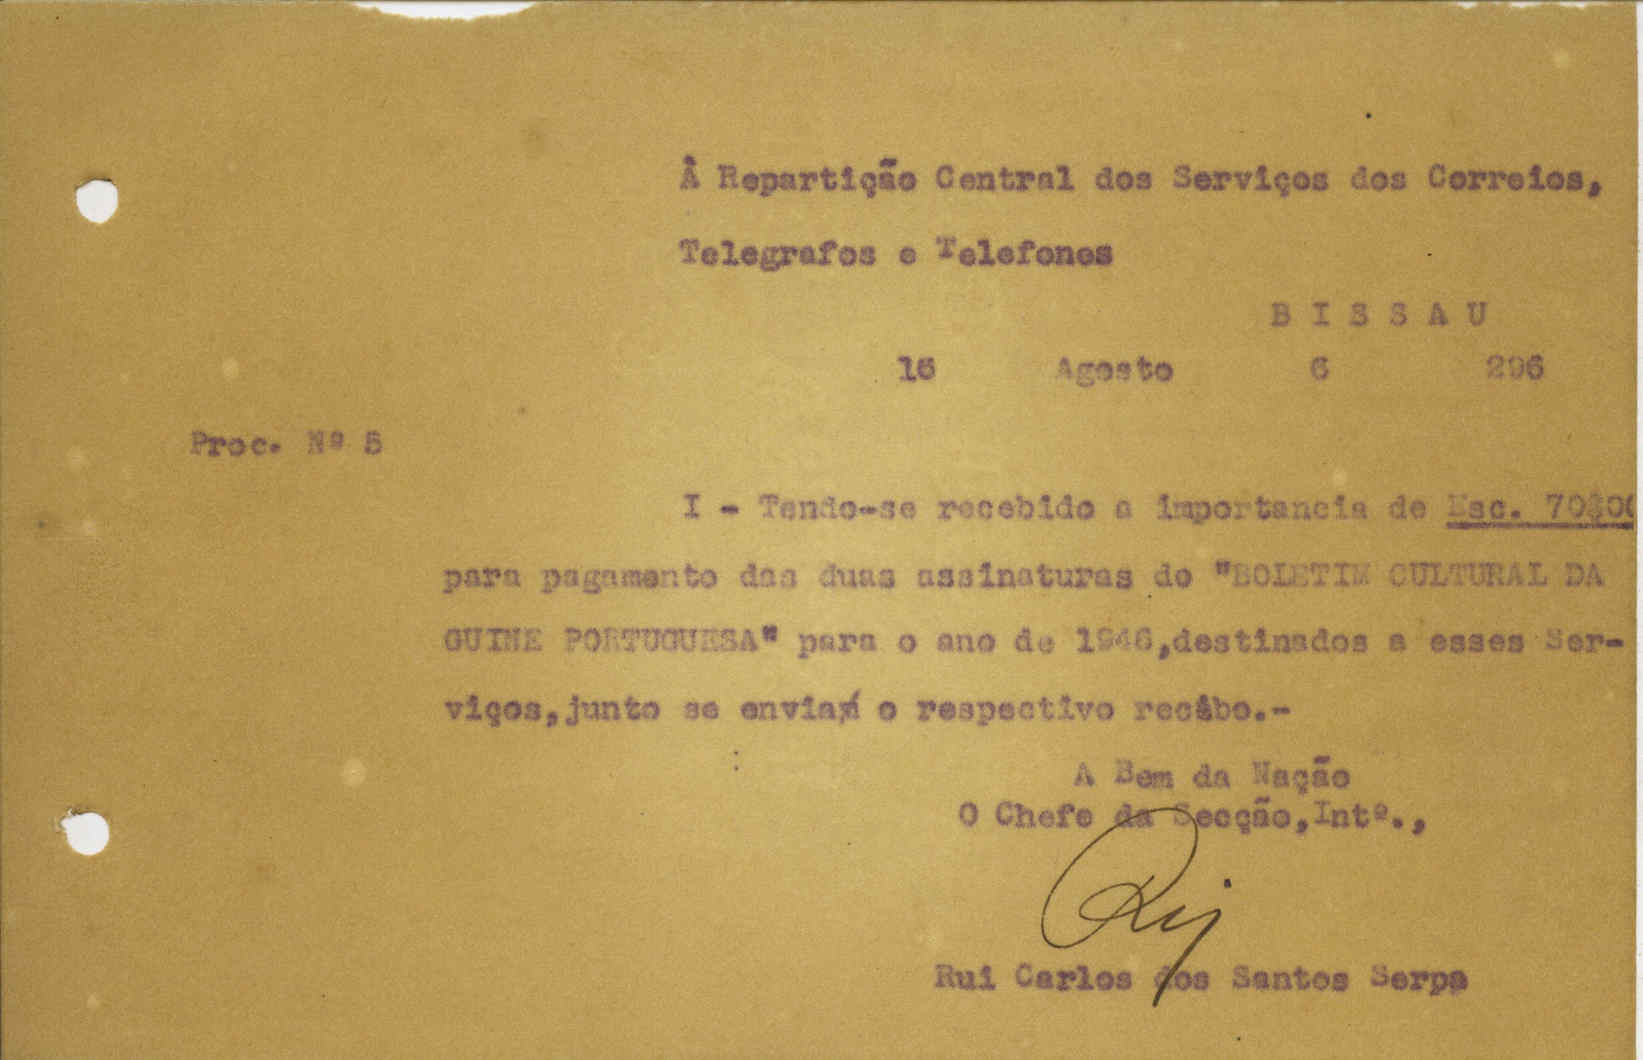 À Repartição Central dos Serviços dos Correios,
Telegrafos e Telefones
B I S S A U
15 Agosto 6 296
Proc. Nº 5
I - Tendo-se recebido a importancia de Esc. 70$00
para pagamento das duas assinaturas do "BOLETIM CULTURAL DA
GUINE PORTUGUESA" para o ano de 1946,destinados a esses Ser-
viços,junto se envia o respectivo recibo.-
A Bem da Nação
O Chefe da Secção,Intº.,
Rui
Rui Carlos dos Santos Serpa